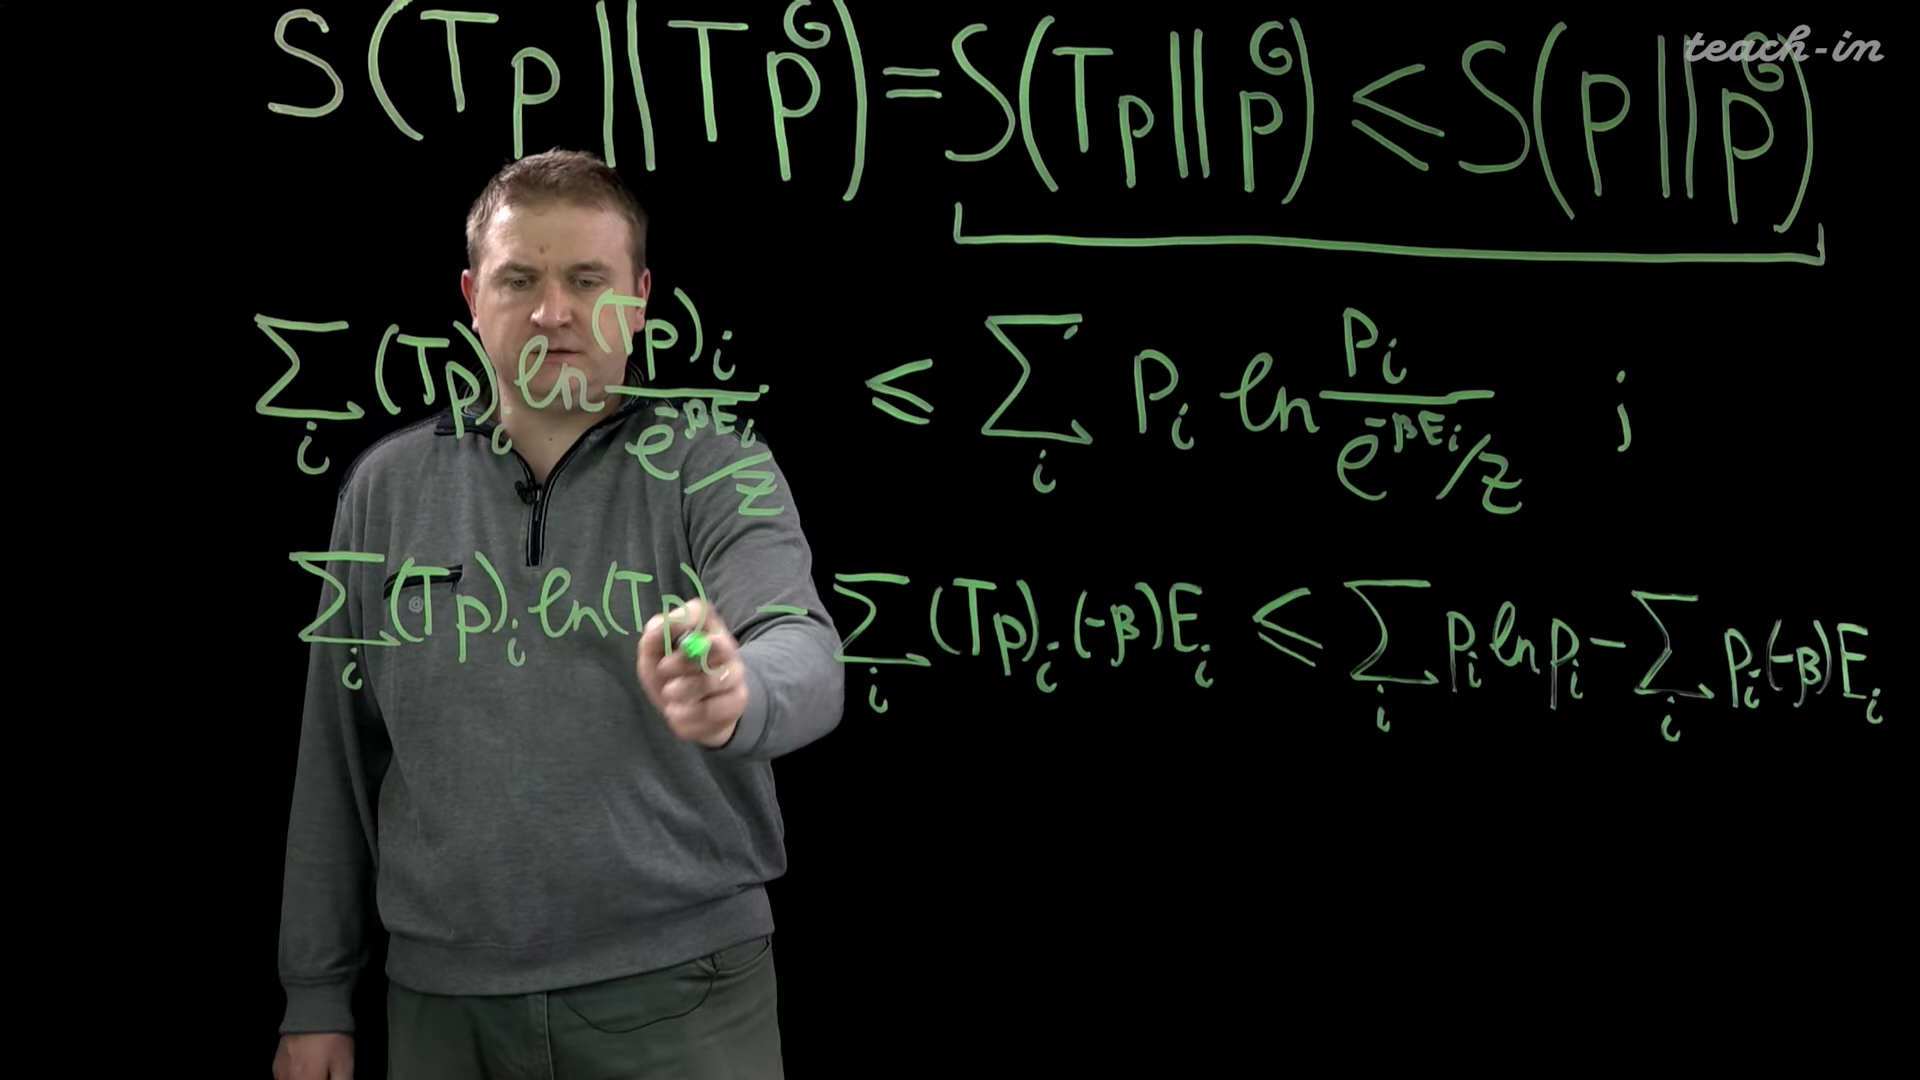 teach-in
S(Tp||Tp^G) = S(Tp||p^G) ≤ S(p||p^G)
∑_i (Tp)_i ln (Tp)_i / (e^{-βE_i}/Z) ≤ ∑_i p_i ln p_i / (e^{-βE_i}/Z) ;
∑_i (Tp)_i ln(Tp)_i - ∑_i (Tp)_i (-β)E_i ≤ ∑_i p_i ln p_i - ∑_i p_i (-β)E_i